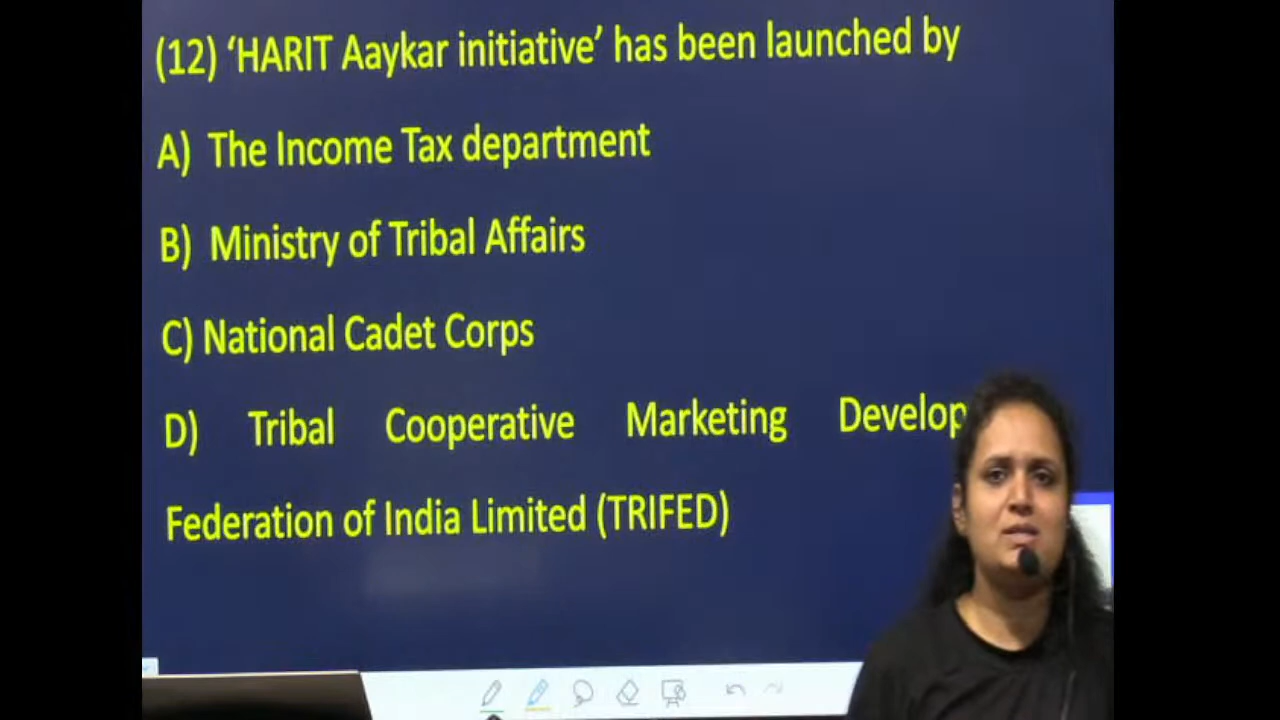 (12) ‘HARIT Aaykar initiative’ has been launched by
A) The Income Tax department
B) Ministry of Tribal Affairs
C) National Cadet Corps
D) Tribal Cooperative Marketing Develop
Federation of India Limited (TRIFED)